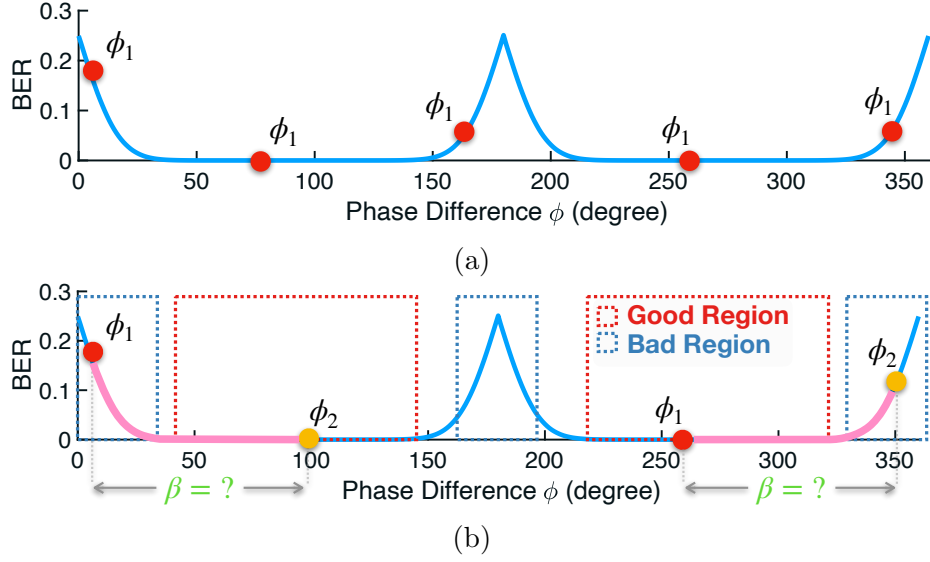 0.3
0.2
0.1
0
BER
ϕ1
ϕ1
ϕ1
ϕ1
ϕ1
0 50 100 150 200 250 300 350
Phase Difference ϕ (degree)
(a)
0.3
0.2
0.1
0
BER
ϕ1
ϕ2
ϕ1
ϕ2
Good Region
Bad Region
0 50 100 150 200 250 300 350
β = ?
Phase Difference ϕ (degree)
β = ?
(b)